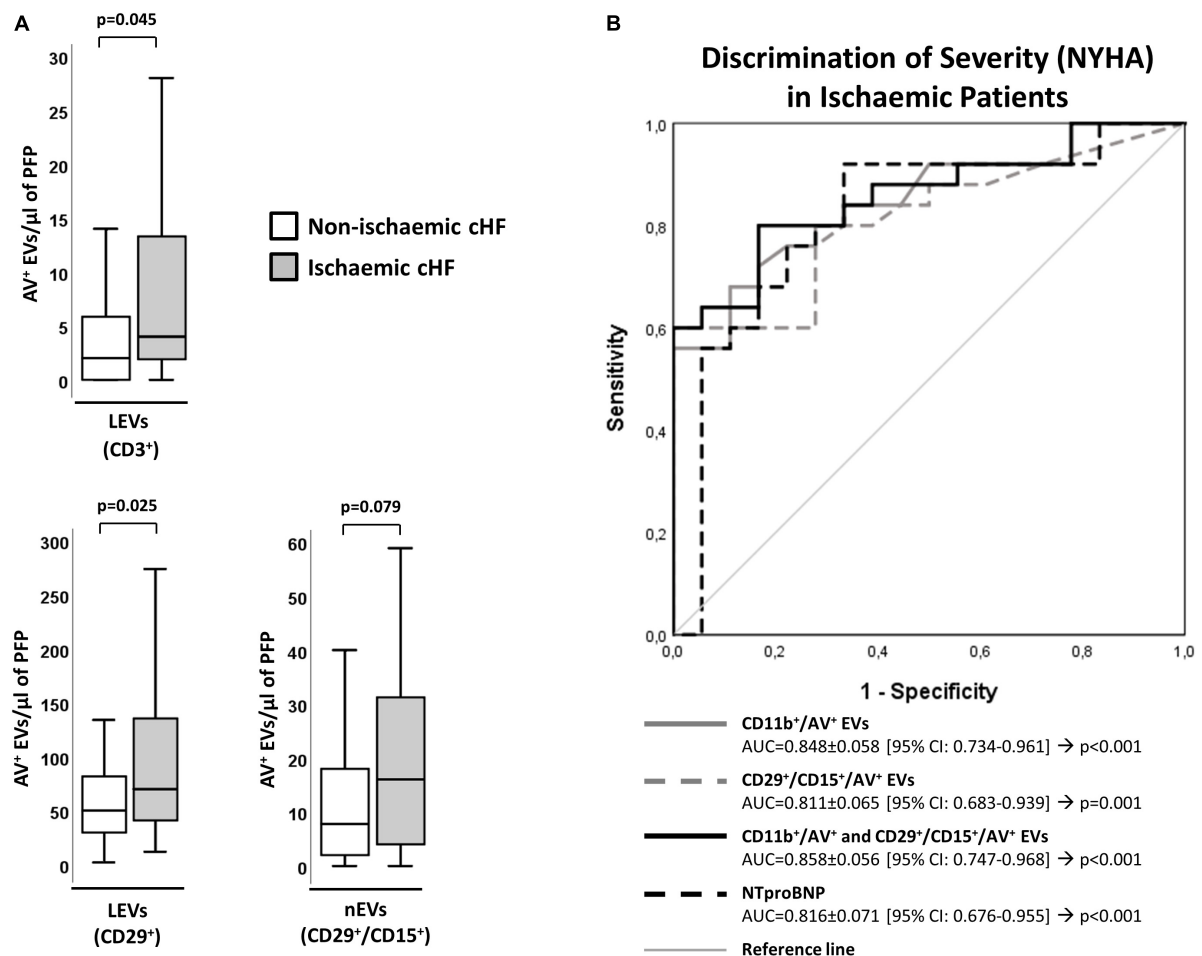 A
p=0.045
30
25
20
15
10
5
0
AV⁺ EVs/μl of PFP
LEVs
(CD3⁺)
Non-ischaemic cHF
Ischaemic cHF
p=0.025
300
250
200
150
100
50
0
AV⁺ EVs/μl of PFP
LEVs
(CD29⁺)
p=0.079
60
50
40
30
20
10
0
AV⁺ EVs/μl of PFP
nEVs
(CD29⁺/CD15⁺)
B
Discrimination of Severity (NYHA)
in Ischaemic Patients
1,0
0,8
0,6
0,4
0,2
0,0
Sensitivity
0,0 0,2 0,4 0,6 0,8 1,0
1 - Specificity
CD11b⁺/AV⁺ EVs
AUC=0.848±0.058 [95% CI: 0.734-0.961] → p<0.001
CD29⁺/CD15⁺/AV⁺ EVs
AUC=0.811±0.065 [95% CI: 0.683-0.939] → p=0.001
CD11b⁺/AV⁺ and CD29⁺/CD15⁺/AV⁺ EVs
AUC=0.858±0.056 [95% CI: 0.747-0.968] → p<0.001
NTproBNP
AUC=0.816±0.071 [95% CI: 0.676-0.955] → p<0.001
Reference line